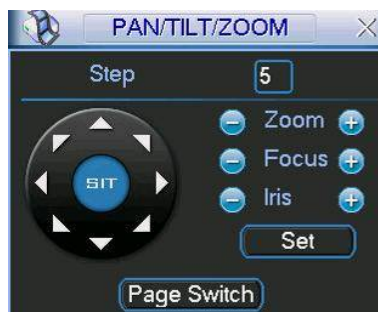 PAN/TILT/ZOOM
Step 5
SIT
Zoom
Focus
Iris
Set
Page Switch